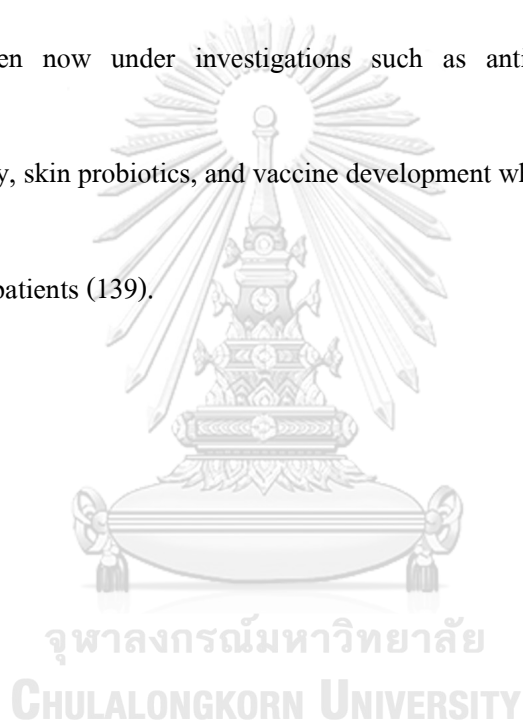 en now under investigations such as anti
y, skin probiotics, and vaccine development wh
patients (139).
จุฬาลงกรณ์มหาวิทยาลัย
CHULALONGKORN UNIVERSITY